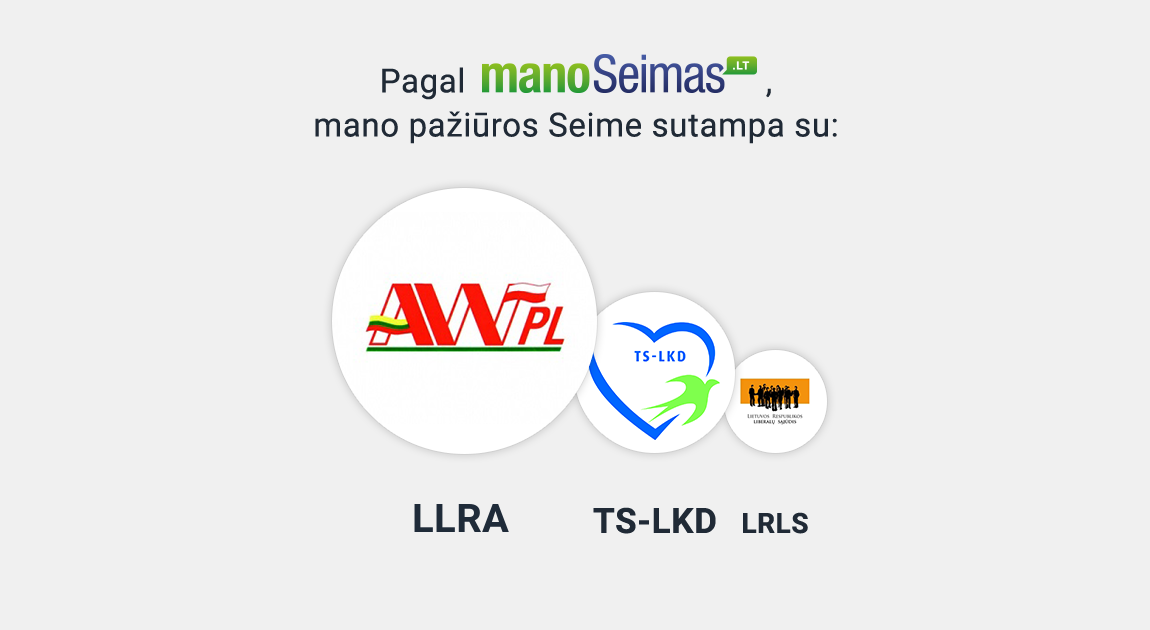 Pagal manoSeimas.LT ,
mano pažiūros Seime sutampa su:
AWPL
TS-LKD
LIETUVOS RESPUBLIKOS
LIBERALŲ SĄJŪDIS
LLRA TS-LKD LRLS